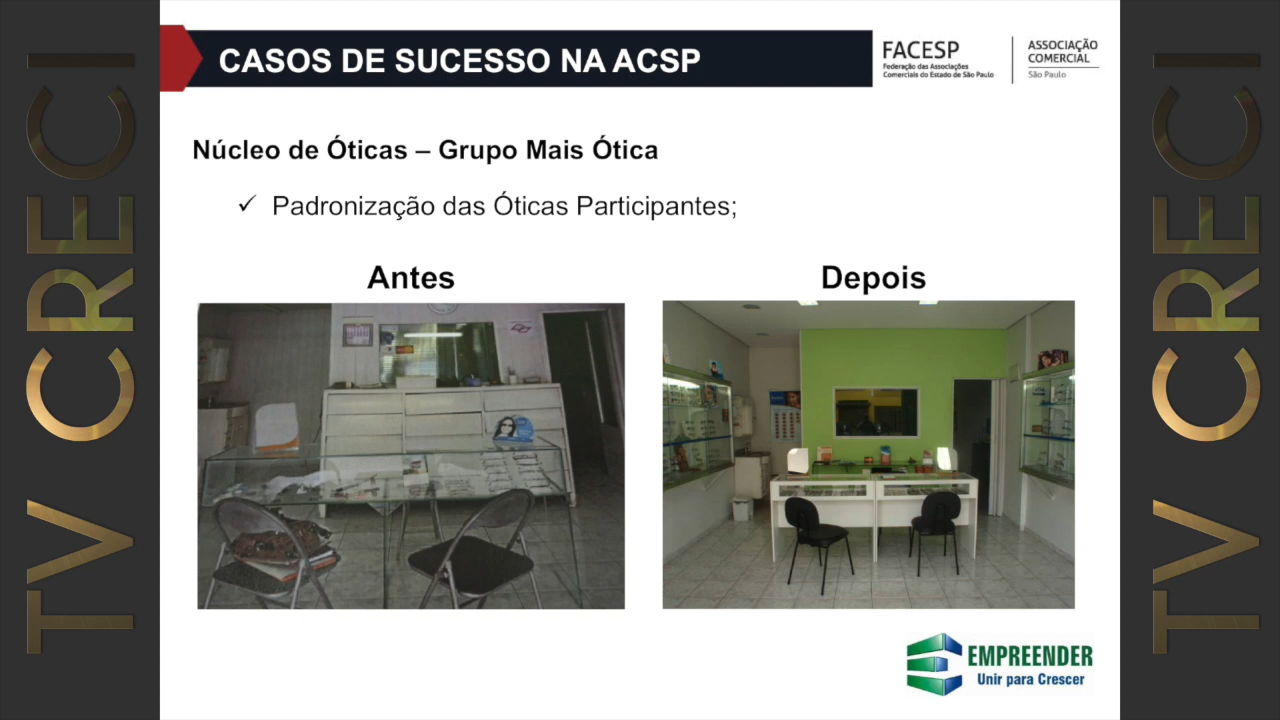 TV CRECI
CASOS DE SUCESSO NA ACSP
FACESP
Federação das Associações
Comerciais do Estado de São Paulo
ASSOCIAÇÃO
COMERCIAL
São Paulo
Núcleo de Óticas – Grupo Mais Ótica
✓ Padronização das Óticas Participantes;
Antes
Depois
EMPREENDER
Unir para Crescer
TV CRECI